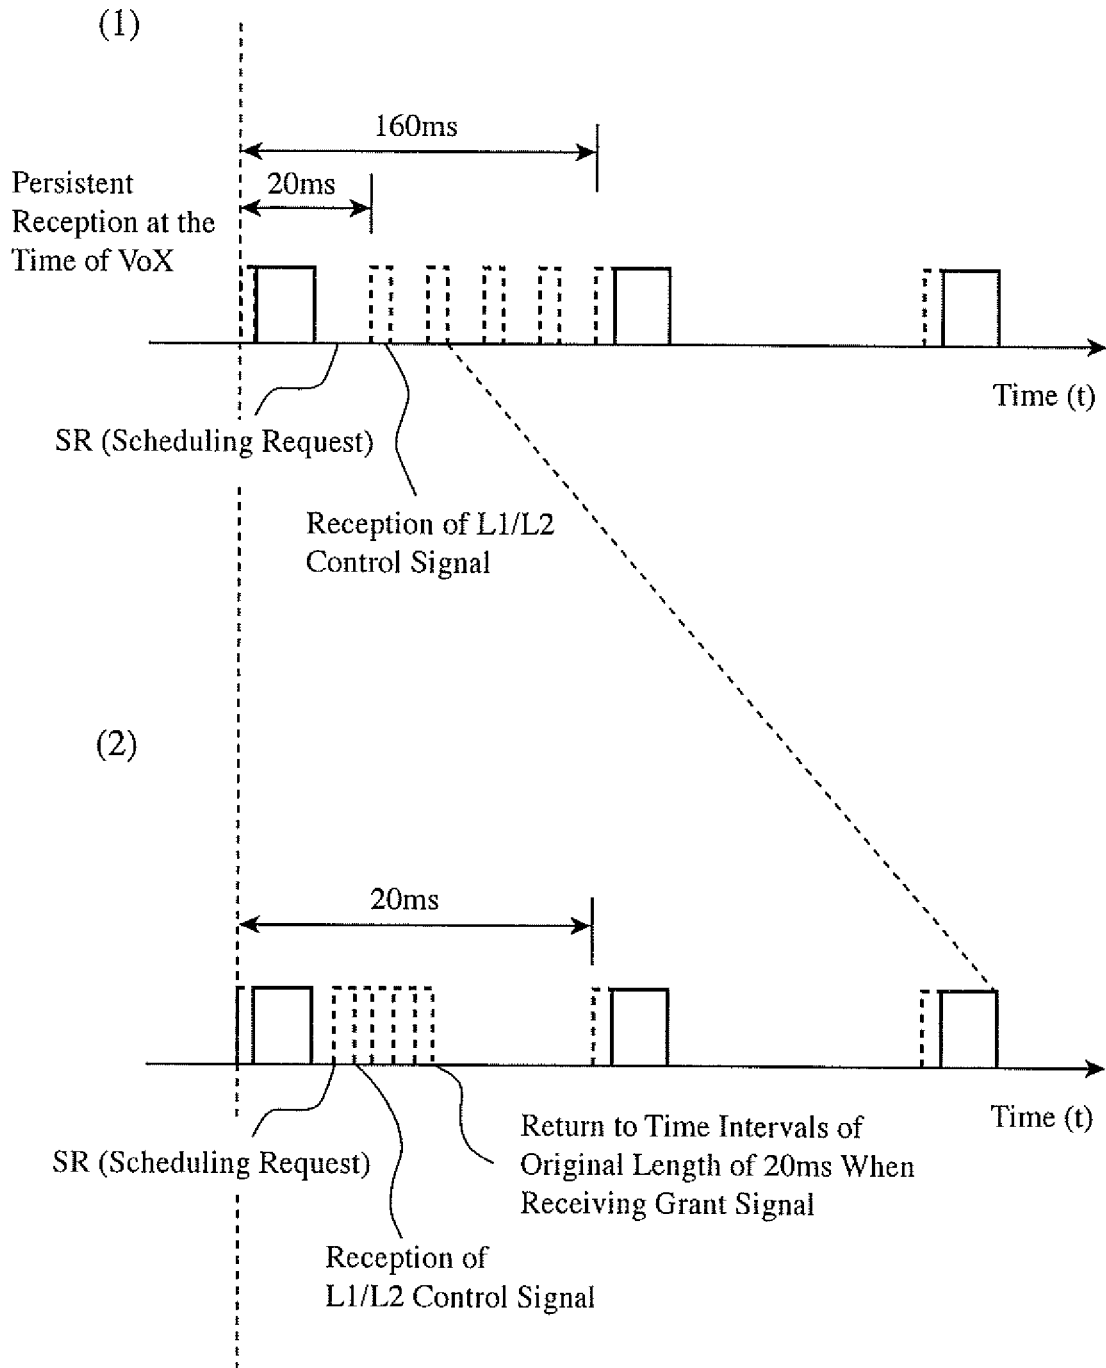 (1)
160ms
Persistent
Reception at the
Time of VoX
20ms
Time (t)
SR (Scheduling Request)
Reception of L1/L2
Control Signal
(2)
20ms
Time (t)
SR (Scheduling Request)
Return to Time Intervals of
Original Length of 20ms When
Receiving Grant Signal
Reception of
L1/L2 Control Signal